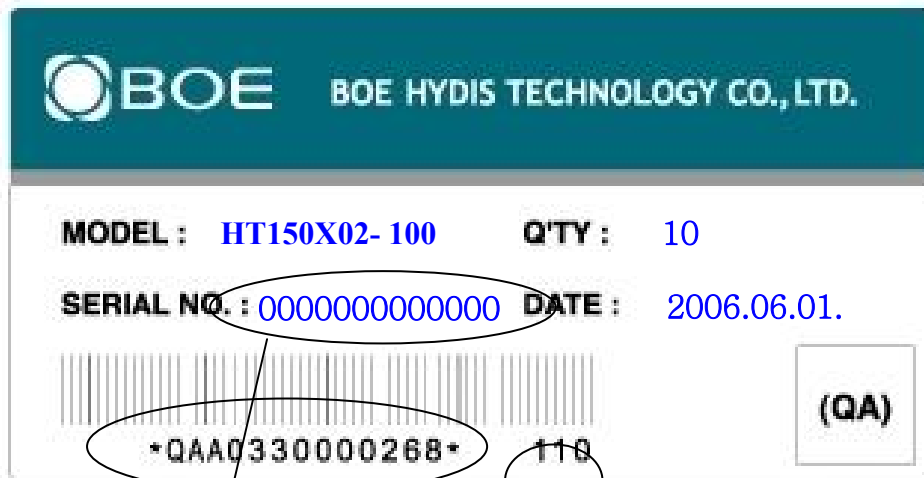 BOE BOE HYDIS TECHNOLOGY CO.,LTD.
MODEL : HT150X02- 100 Q'TY : 10
SERIAL NO. : 0000000000000 DATE : 2006.06.01.
(QA)
*QAA0330000268* 110